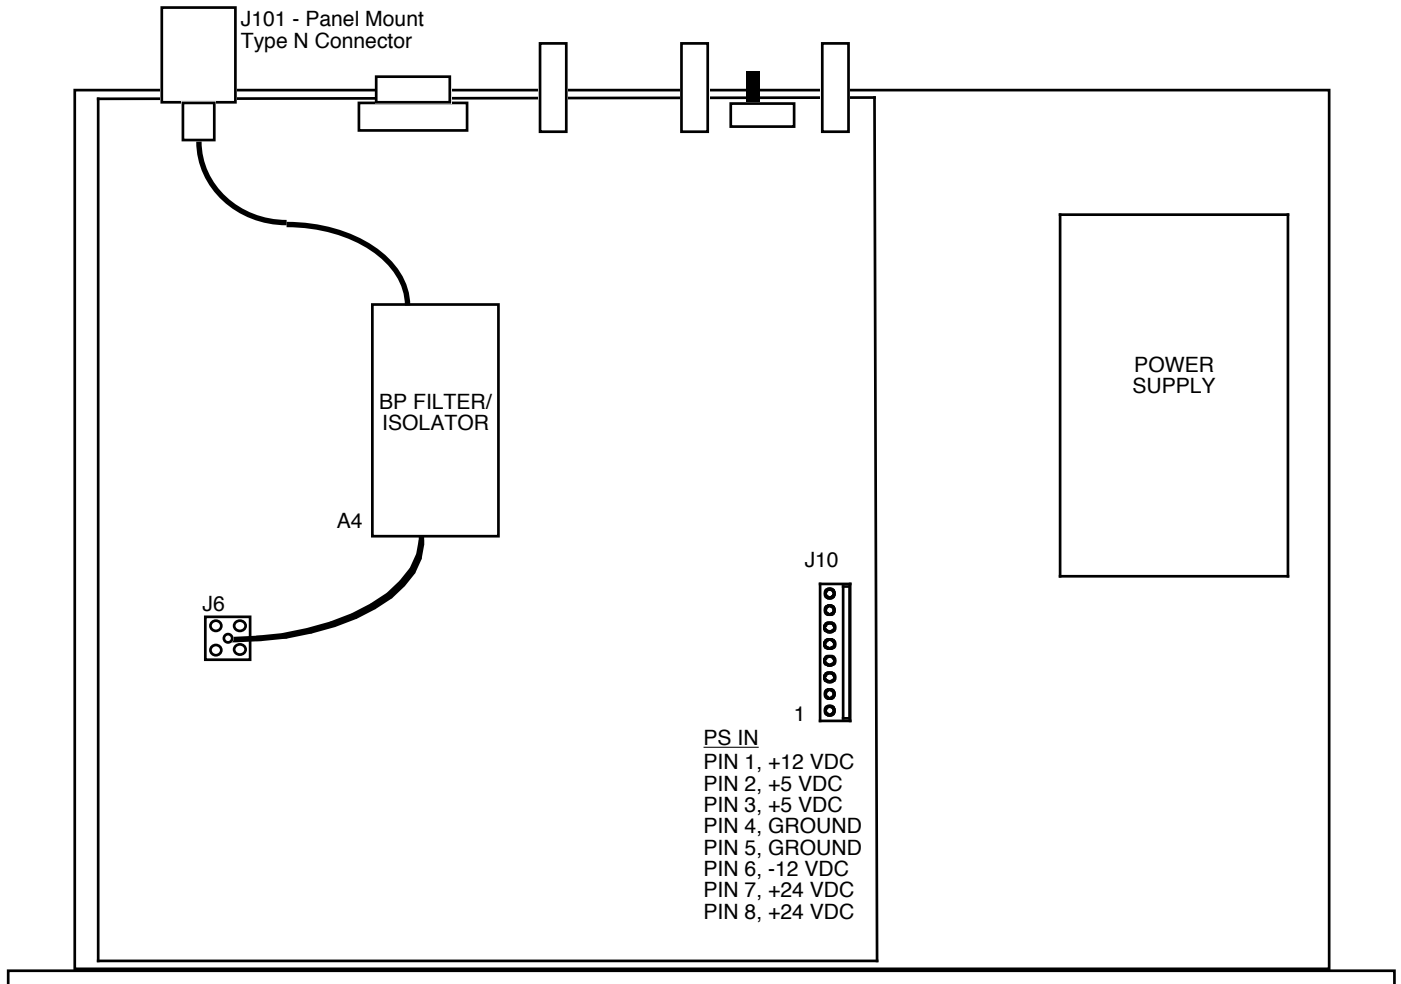 J101 - Panel Mount
Type N Connector
POWER
SUPPLY
BP FILTER/
ISOLATOR
A4
J10
J6
1
PS IN
PIN 1, +12 VDC
PIN 2, +5 VDC
PIN 3, +5 VDC
PIN 4, GROUND
PIN 5, GROUND
PIN 6, -12 VDC
PIN 7, +24 VDC
PIN 8, +24 VDC